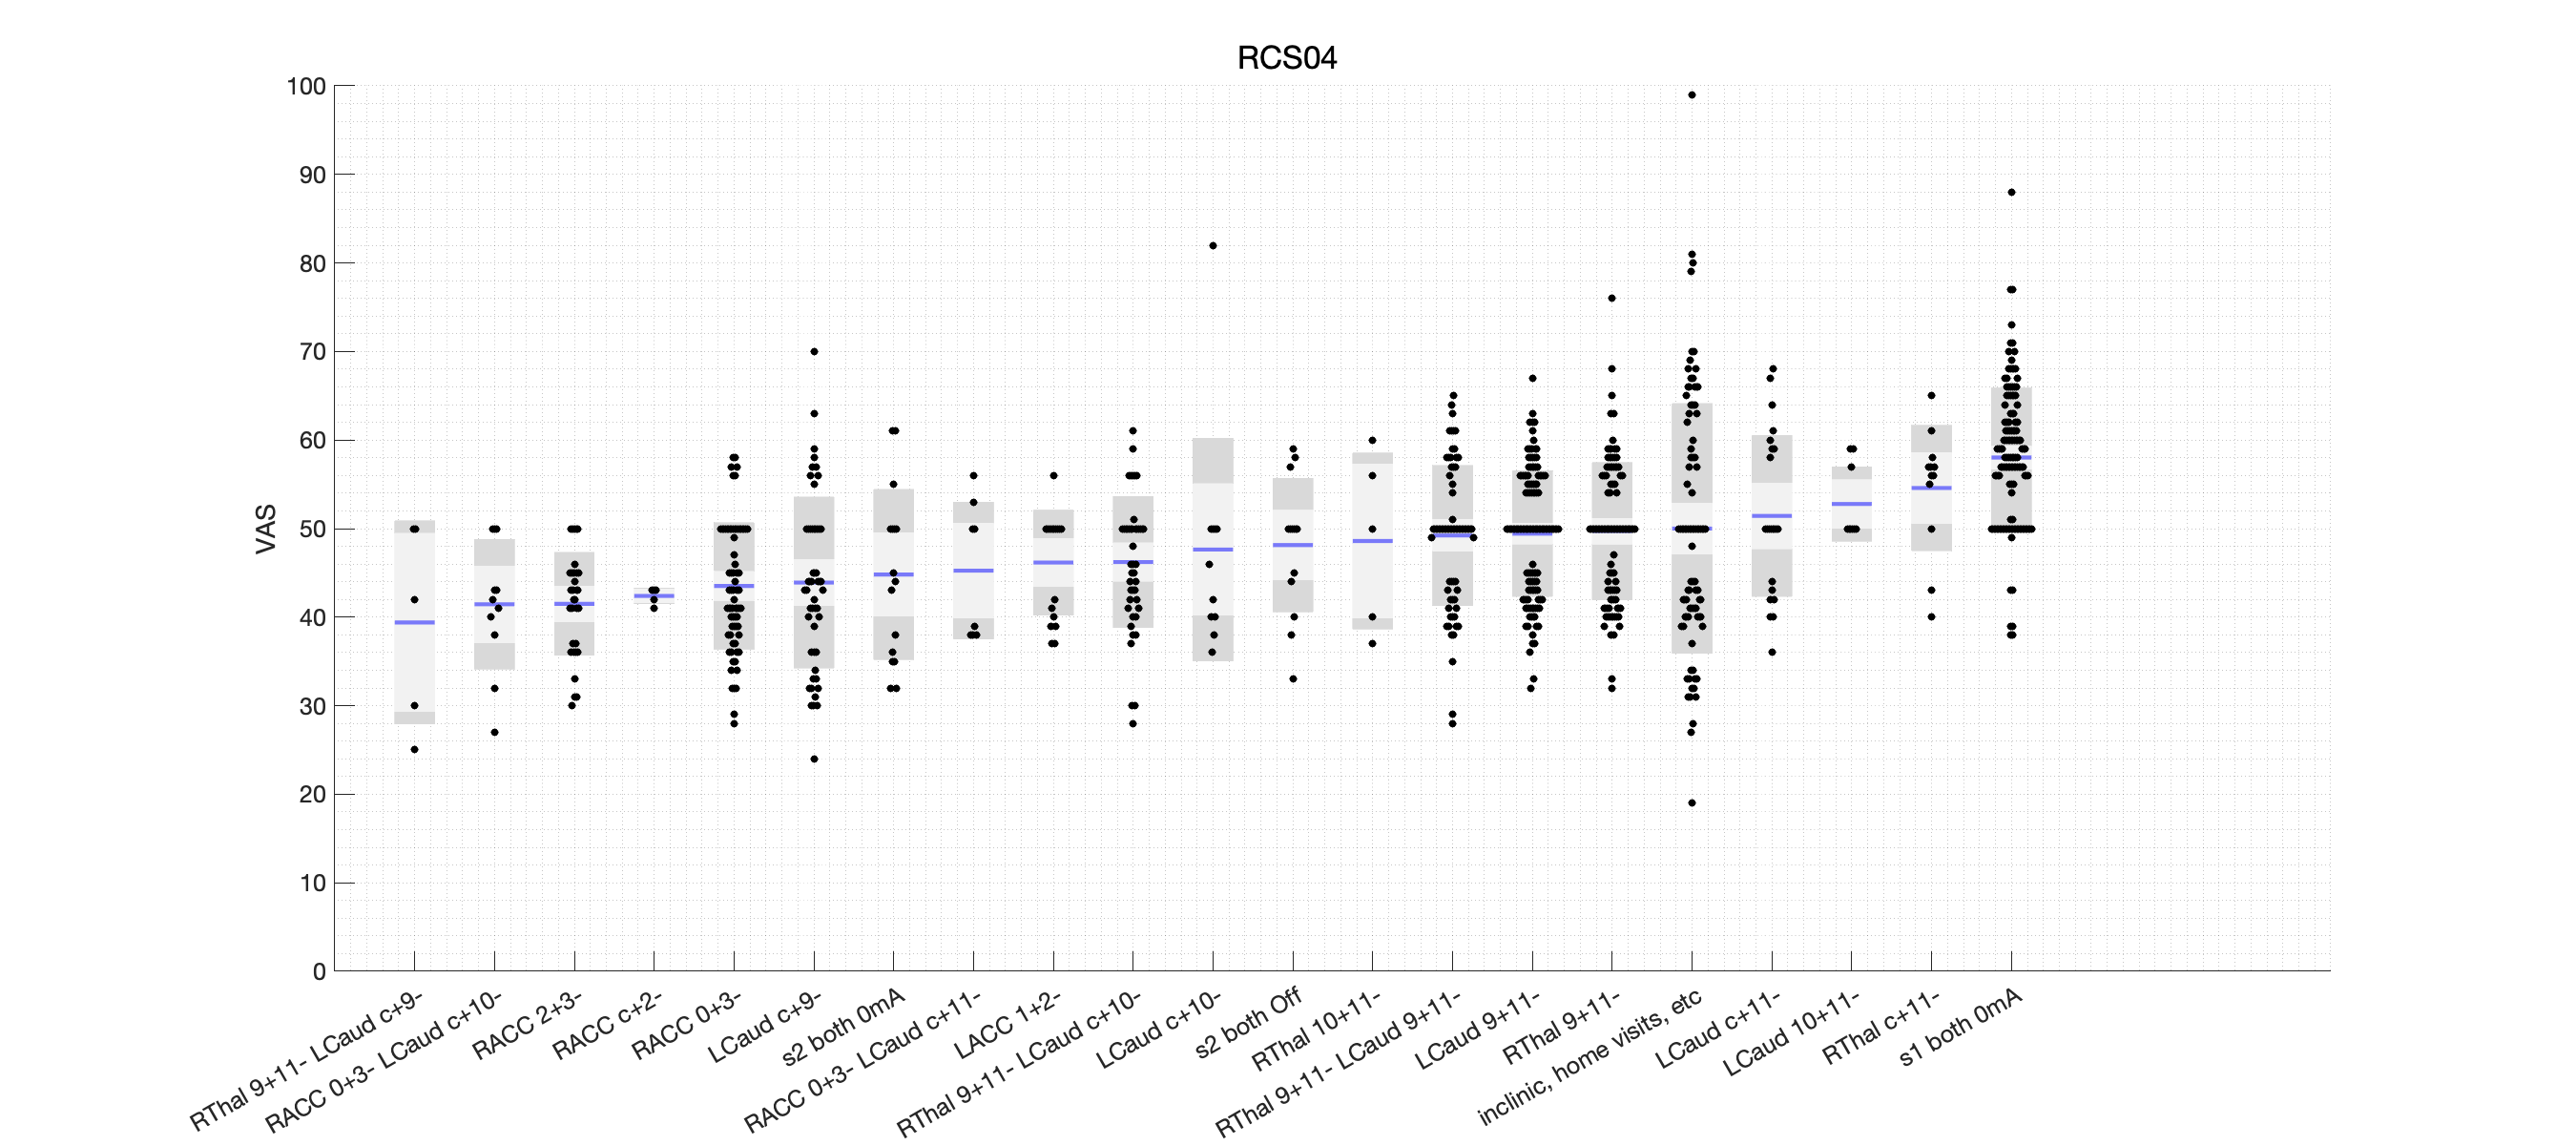 RCS04
100
90
80
70
60
50
40
30
20
10
0
VAS
RThal 9+11- LCaud c+9-
RACC 0+3- LCaud c+10-
RACC 2+3-
RACC c+2-
RACC 0+3-
LCaud c+9-
s2 both 0mA
RACC 0+3- LCaud c+11-
LACC 1+2-
RThal 9+11- LCaud c+10-
LCaud c+10-
s2 both Off
RThal 10+11-
RThal 9+11- LCaud 9+11-
LCaud 9+11-
RThal 9+11-
inclinic, home visits, etc
LCaud c+11-
LCaud 10+11-
RThal c+11-
s1 both 0mA